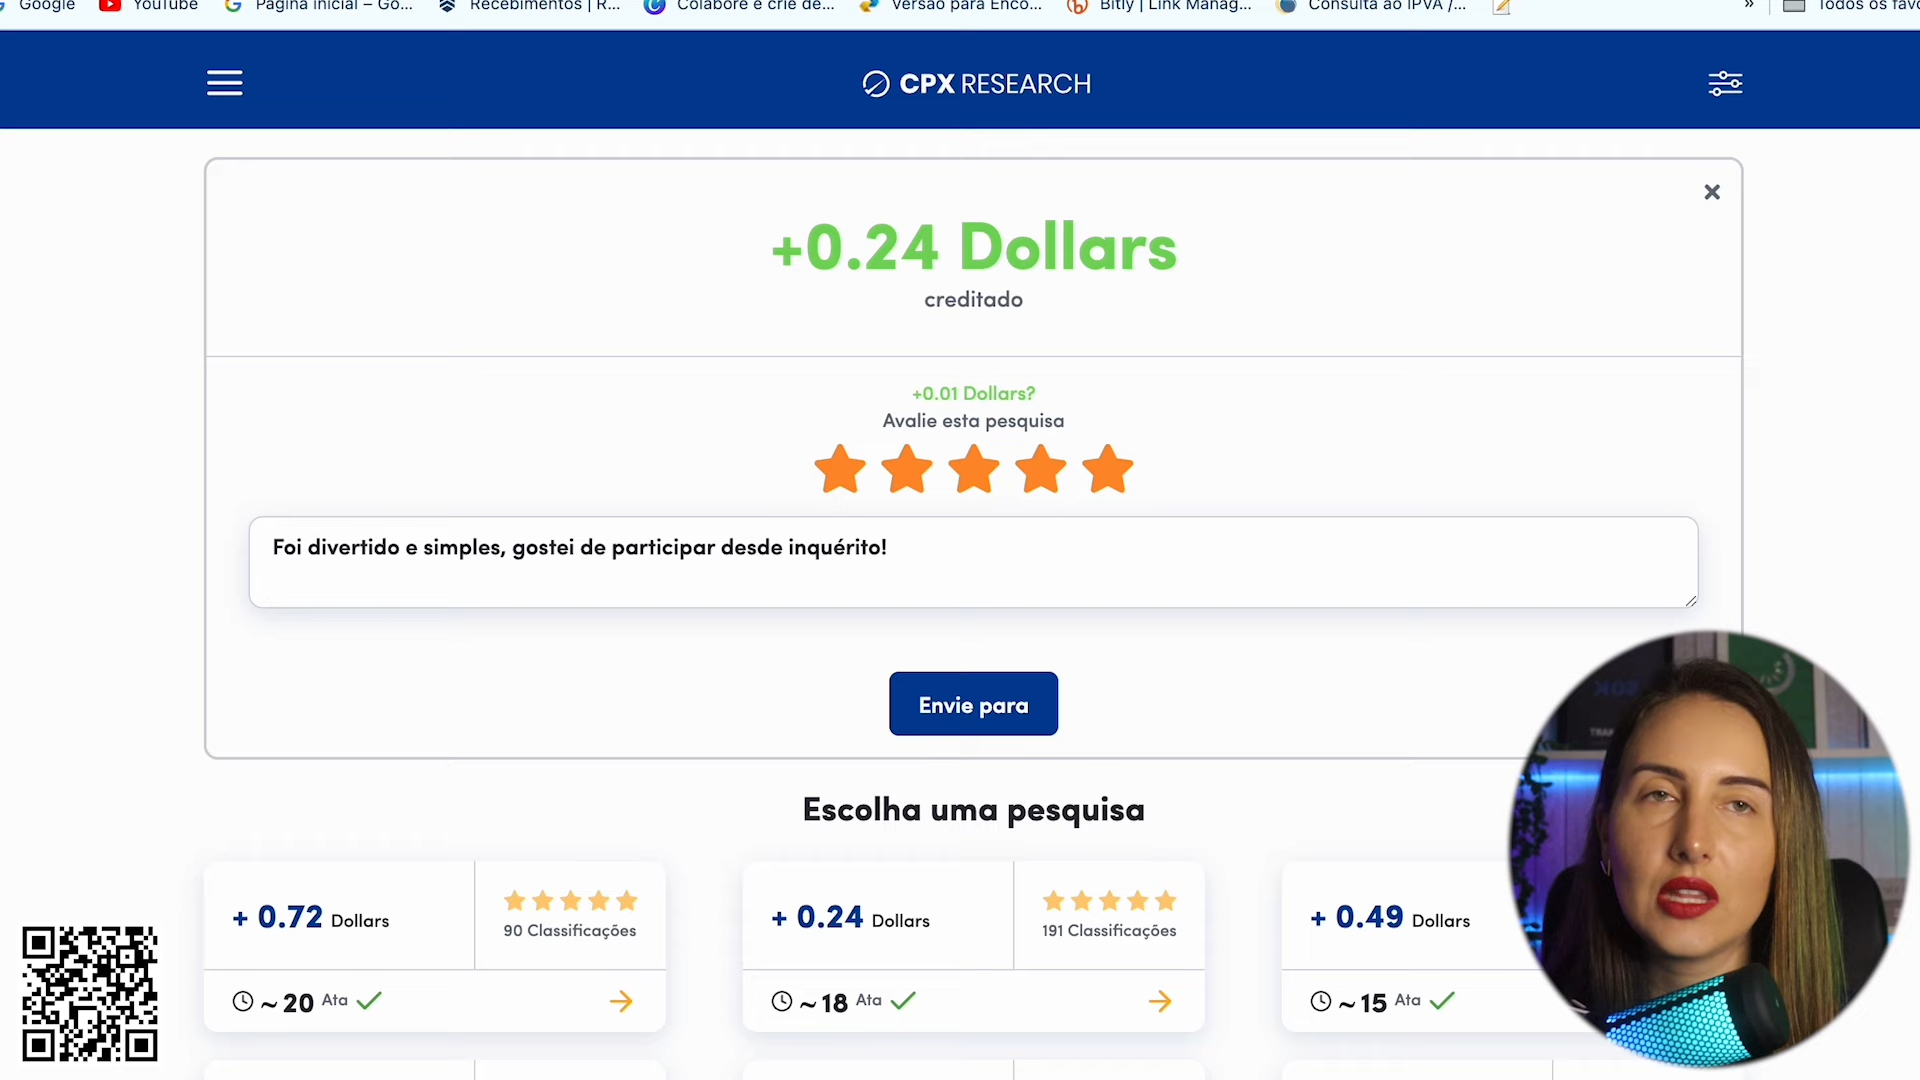 Google YouTube Página inicial – Go... Recebimentos | R... Colabore e crie de... Versão para Enco... Bitly | Link Manag... Consulta ao IPVA /... » Todos os favo
CPX RESEARCH
+0.24 Dollars
creditado
+0.01 Dollars?
Avalie esta pesquisa
Foi divertido e simples, gostei de participar desde inquérito!
Envie para
Escolha uma pesquisa
+ 0.72 Dollars
90 Classificações
~ 20 Ata
+ 0.24 Dollars
191 Classificações
~ 18 Ata
+ 0.49 Dollars
~ 15 Ata